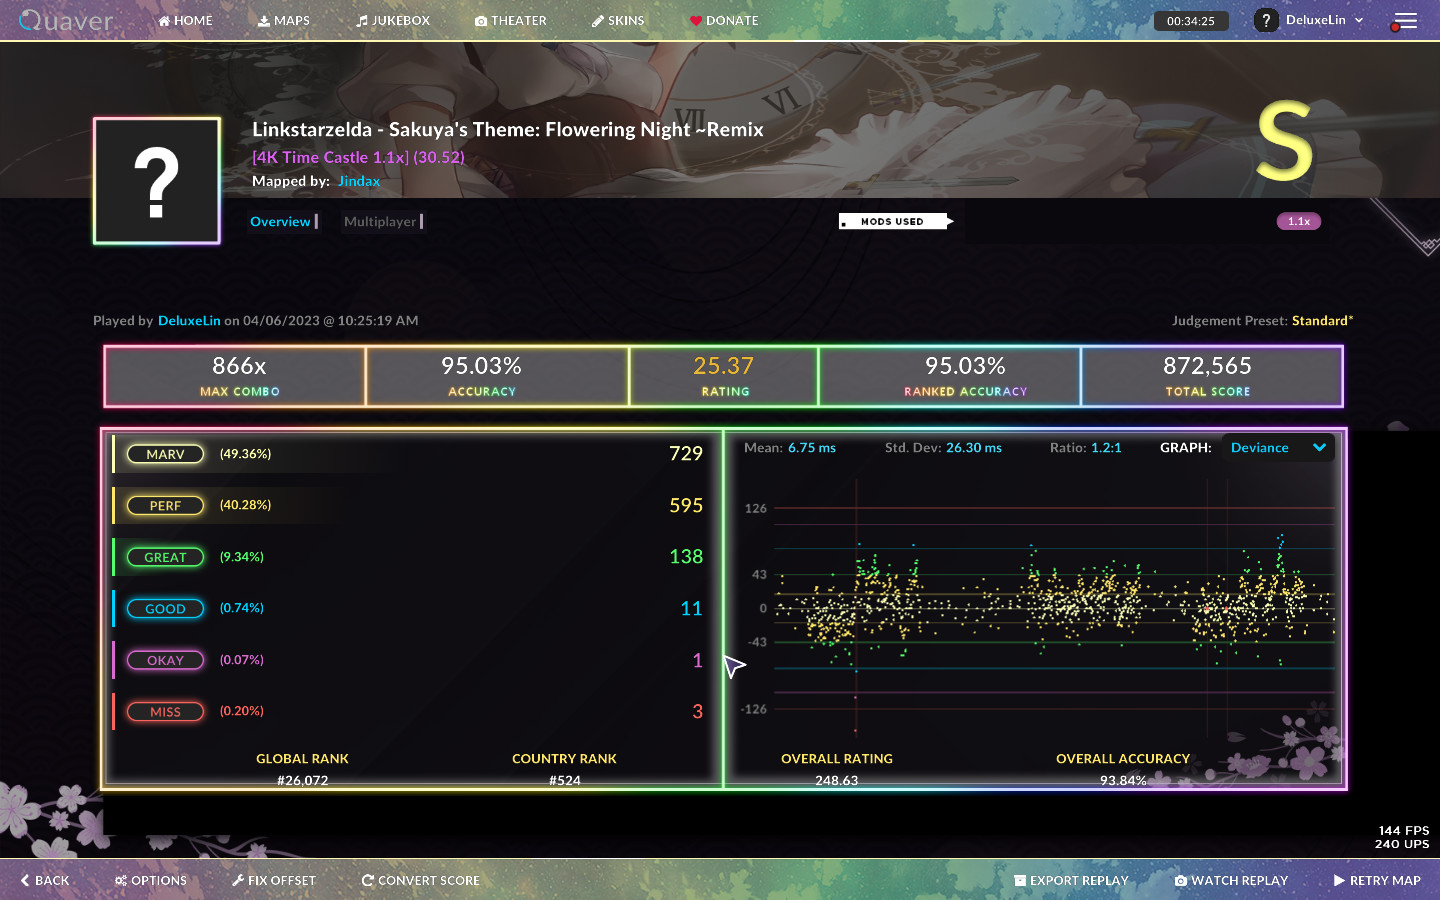 Quaver HOME MAPS JUKEBOX THEATER SKINS DONATE 00:34:25 ? DeluxeLin
VII VI
?
Linkstarzelda - Sakuya's Theme: Flowering Night ~Remix
[4K Time Castle 1.1x] (30.52)
Mapped by: Jindax
S
Overview Multiplayer MODS USED 1.1x
Played by DeluxeLin on 04/06/2023 @ 10:25:19 AM Judgement Preset: Standard*
866x 95.03% 25.37 95.03% 872,565
MAX COMBO ACCURACY RATING RANKED ACCURACY TOTAL SCORE
MARV (49.36%) 729
PERF (40.28%) 595
GREAT (9.34%) 138
GOOD (0.74%) 11
OKAY (0.07%) 1
MISS (0.20%) 3
Mean: 6.75 ms Std. Dev: 26.30 ms Ratio: 1.2:1 GRAPH: Deviance
126
43
0
-43
-126
GLOBAL RANK COUNTRY RANK OVERALL RATING OVERALL ACCURACY
#26,072 #524 248.63 93.84%
144 FPS
240 UPS
BACK OPTIONS FIX OFFSET CONVERT SCORE EXPORT REPLAY WATCH REPLAY RETRY MAP